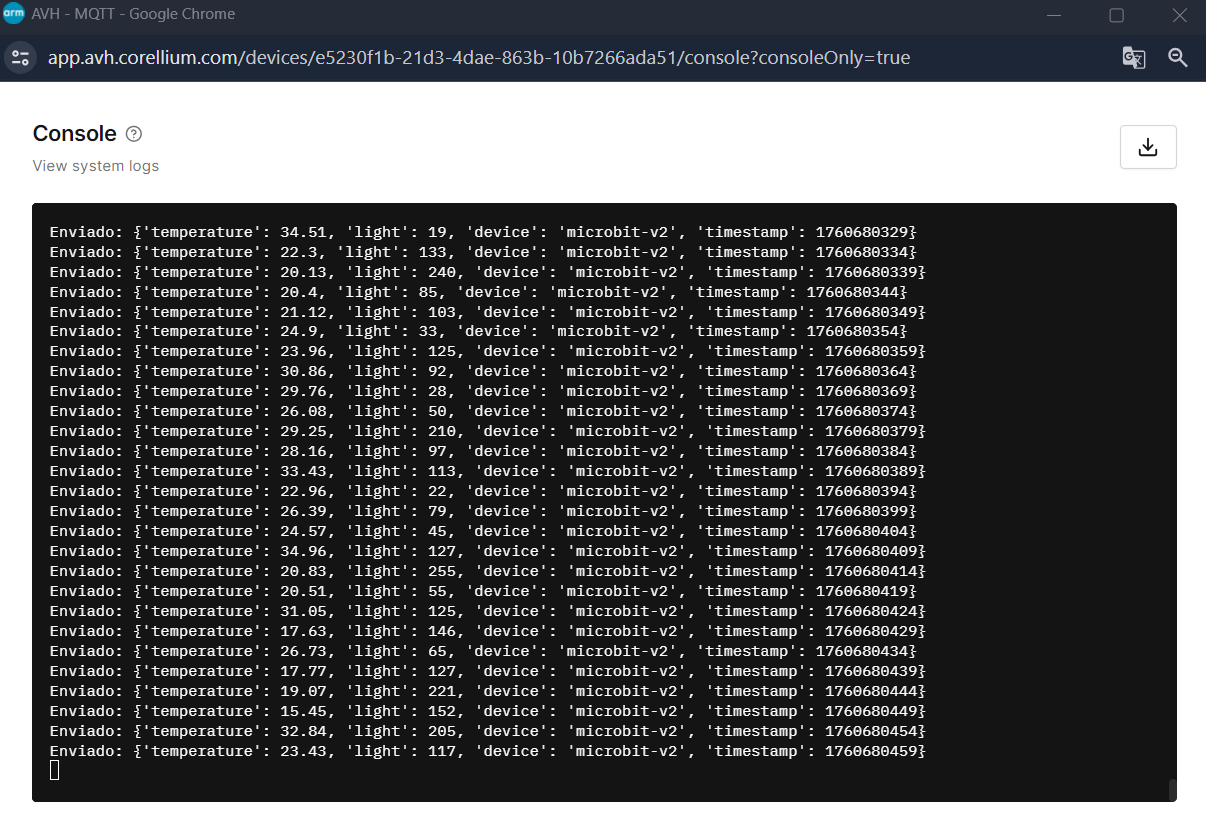 arm AVH - MQTT - Google Chrome
app.avh.corellium.com/devices/e5230f1b-21d3-4dae-863b-10b7266ada51/console?consoleOnly=true
Console ?
View system logs
Enviado: {'temperature': 34.51, 'light': 19, 'device': 'microbit-v2', 'timestamp': 1760680329}
Enviado: {'temperature': 22.3, 'light': 133, 'device': 'microbit-v2', 'timestamp': 1760680334}
Enviado: {'temperature': 20.13, 'light': 240, 'device': 'microbit-v2', 'timestamp': 1760680339}
Enviado: {'temperature': 20.4, 'light': 85, 'device': 'microbit-v2', 'timestamp': 1760680344}
Enviado: {'temperature': 21.12, 'light': 103, 'device': 'microbit-v2', 'timestamp': 1760680349}
Enviado: {'temperature': 24.9, 'light': 33, 'device': 'microbit-v2', 'timestamp': 1760680354}
Enviado: {'temperature': 23.96, 'light': 125, 'device': 'microbit-v2', 'timestamp': 1760680359}
Enviado: {'temperature': 30.86, 'light': 92, 'device': 'microbit-v2', 'timestamp': 1760680364}
Enviado: {'temperature': 29.76, 'light': 28, 'device': 'microbit-v2', 'timestamp': 1760680369}
Enviado: {'temperature': 26.08, 'light': 50, 'device': 'microbit-v2', 'timestamp': 1760680374}
Enviado: {'temperature': 29.25, 'light': 210, 'device': 'microbit-v2', 'timestamp': 1760680379}
Enviado: {'temperature': 28.16, 'light': 97, 'device': 'microbit-v2', 'timestamp': 1760680384}
Enviado: {'temperature': 33.43, 'light': 113, 'device': 'microbit-v2', 'timestamp': 1760680389}
Enviado: {'temperature': 22.96, 'light': 22, 'device': 'microbit-v2', 'timestamp': 1760680394}
Enviado: {'temperature': 26.39, 'light': 79, 'device': 'microbit-v2', 'timestamp': 1760680399}
Enviado: {'temperature': 24.57, 'light': 45, 'device': 'microbit-v2', 'timestamp': 1760680404}
Enviado: {'temperature': 34.96, 'light': 127, 'device': 'microbit-v2', 'timestamp': 1760680409}
Enviado: {'temperature': 20.83, 'light': 255, 'device': 'microbit-v2', 'timestamp': 1760680414}
Enviado: {'temperature': 20.51, 'light': 55, 'device': 'microbit-v2', 'timestamp': 1760680419}
Enviado: {'temperature': 31.05, 'light': 125, 'device': 'microbit-v2', 'timestamp': 1760680424}
Enviado: {'temperature': 17.63, 'light': 146, 'device': 'microbit-v2', 'timestamp': 1760680429}
Enviado: {'temperature': 26.73, 'light': 65, 'device': 'microbit-v2', 'timestamp': 1760680434}
Enviado: {'temperature': 17.77, 'light': 127, 'device': 'microbit-v2', 'timestamp': 1760680439}
Enviado: {'temperature': 19.07, 'light': 221, 'device': 'microbit-v2', 'timestamp': 1760680444}
Enviado: {'temperature': 15.45, 'light': 152, 'device': 'microbit-v2', 'timestamp': 1760680449}
Enviado: {'temperature': 32.84, 'light': 205, 'device': 'microbit-v2', 'timestamp': 1760680454}
Enviado: {'temperature': 23.43, 'light': 117, 'device': 'microbit-v2', 'timestamp': 1760680459}